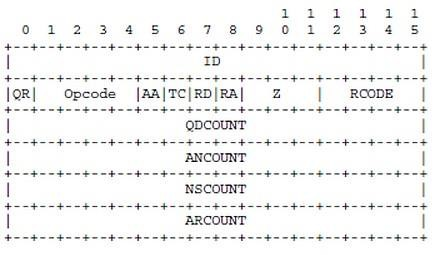 1 1 1 1 1 1
0 1 2 3 4 5 6 7 8 9 0 1 2 3 4 5
+--+--+--+--+--+--+--+--+--+--+--+--+--+--+--+--+
| ID |
+--+--+--+--+--+--+--+--+--+--+--+--+--+--+--+--+
|QR| Opcode |AA|TC|RD|RA| Z | RCODE |
+--+--+--+--+--+--+--+--+--+--+--+--+--+--+--+--+
| QDCOUNT |
+--+--+--+--+--+--+--+--+--+--+--+--+--+--+--+--+
| ANCOUNT |
+--+--+--+--+--+--+--+--+--+--+--+--+--+--+--+--+
| NSCOUNT |
+--+--+--+--+--+--+--+--+--+--+--+--+--+--+--+--+
| ARCOUNT |
+--+--+--+--+--+--+--+--+--+--+--+--+--+--+--+--+